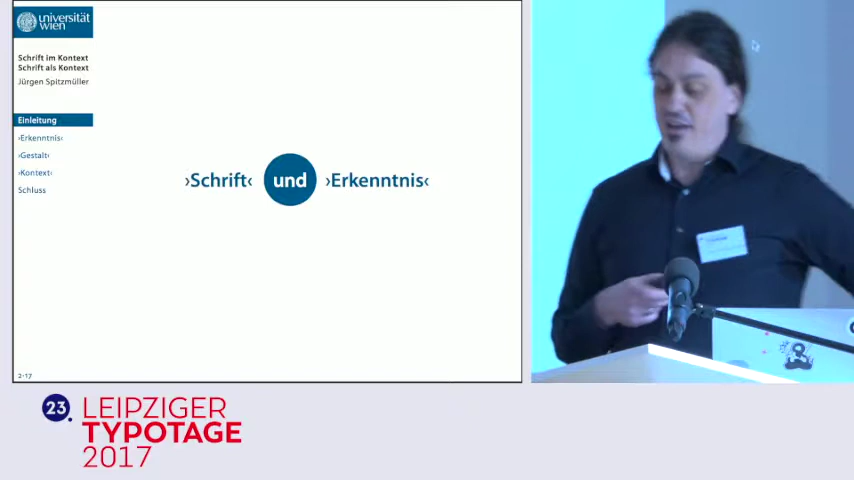 universität
wien
Schrift im Kontext
Schrift als Kontext
Jürgen Spitzmüller
Einleitung
›Erkenntnis‹
›Gestalt‹
›Kontext‹
Schluss
›Schrift‹ und ›Erkenntnis‹
2·17
23. LEIPZIGER
TYPOTAGE
2017